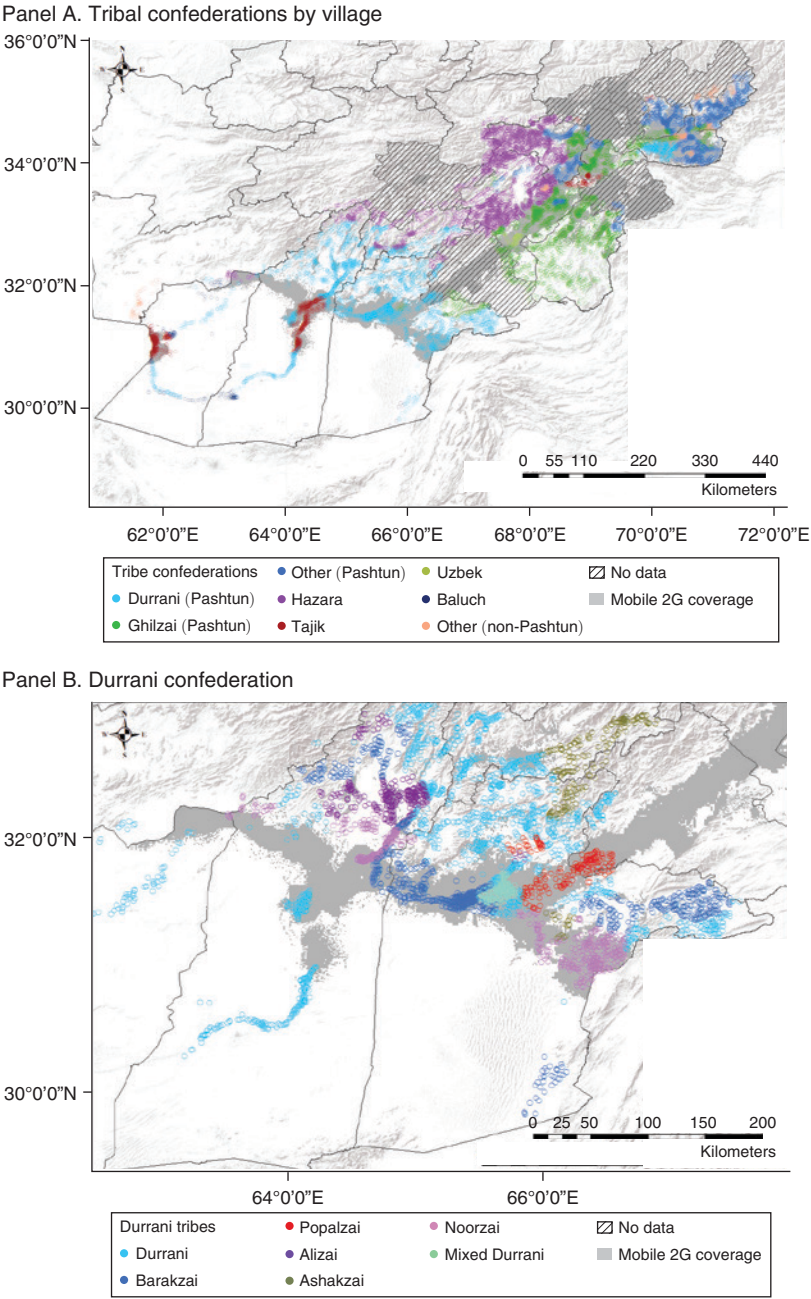 Panel A. Tribal confederations by village
36°0'0"N
34°0'0"N
32°0'0"N
30°0'0"N
0 55 110 220 330 440
Kilometers
62°0'0"E 64°0'0"E 66°0'0"E 68°0'0"E 70°0'0"E 72°0'0"E
Tribe confederations
Durrani (Pashtun)
Ghilzai (Pashtun)
Other (Pashtun)
Hazara
Tajik
Uzbek
Baluch
Other (non-Pashtun)
No data
Mobile 2G coverage
Panel B. Durrani confederation
32°0'0"N
30°0'0"N
0 25 50 100 150 200
Kilometers
64°0'0"E 66°0'0"E
Durrani tribes
Durrani
Barakzai
Popalzai
Alizai
Ashakzai
Noorzai
Mixed Durrani
No data
Mobile 2G coverage